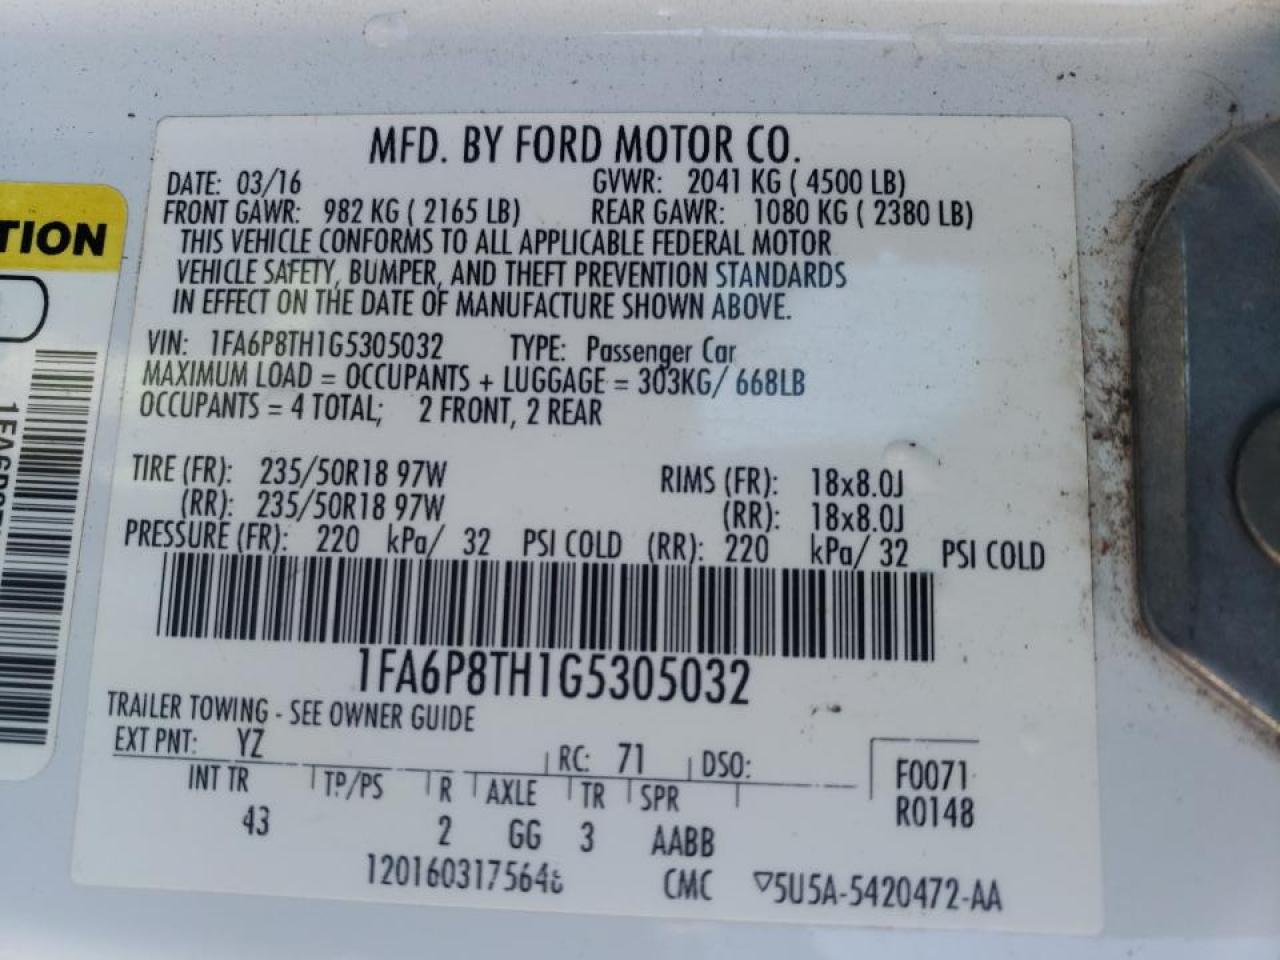 MFD. BY FORD MOTOR CO.
DATE: 03/16 GVWR: 2041 KG ( 4500 LB)
FRONT GAWR: 982 KG ( 2165 LB) REAR GAWR: 1080 KG ( 2380 LB)
THIS VEHICLE CONFORMS TO ALL APPLICABLE FEDERAL MOTOR
VEHICLE SAFETY, BUMPER, AND THEFT PREVENTION STANDARDS
IN EFFECT ON THE DATE OF MANUFACTURE SHOWN ABOVE.
VIN: 1FA6P8TH1G5305032 TYPE: Passenger Car
MAXIMUM LOAD = OCCUPANTS + LUGGAGE = 303KG/ 668LB
OCCUPANTS = 4 TOTAL; 2 FRONT, 2 REAR
TIRE (FR): 235/50R18 97W RIMS (FR): 18x8.0J
(RR): 235/50R18 97W (RR): 18x8.0J
PRESSURE (FR): 220 kPa/ 32 PSI COLD (RR): 220 kPa/ 32 PSI COLD
1FA6P8TH1G5305032
TRAILER TOWING - SEE OWNER GUIDE
EXT PNT: YZ RC: 71 DSO:
INT TR TP/PS R AXLE TR SPR
43 2 GG 3 AABB
F0071
R0148
CMC ▽5U5A-5420472-AA
TION